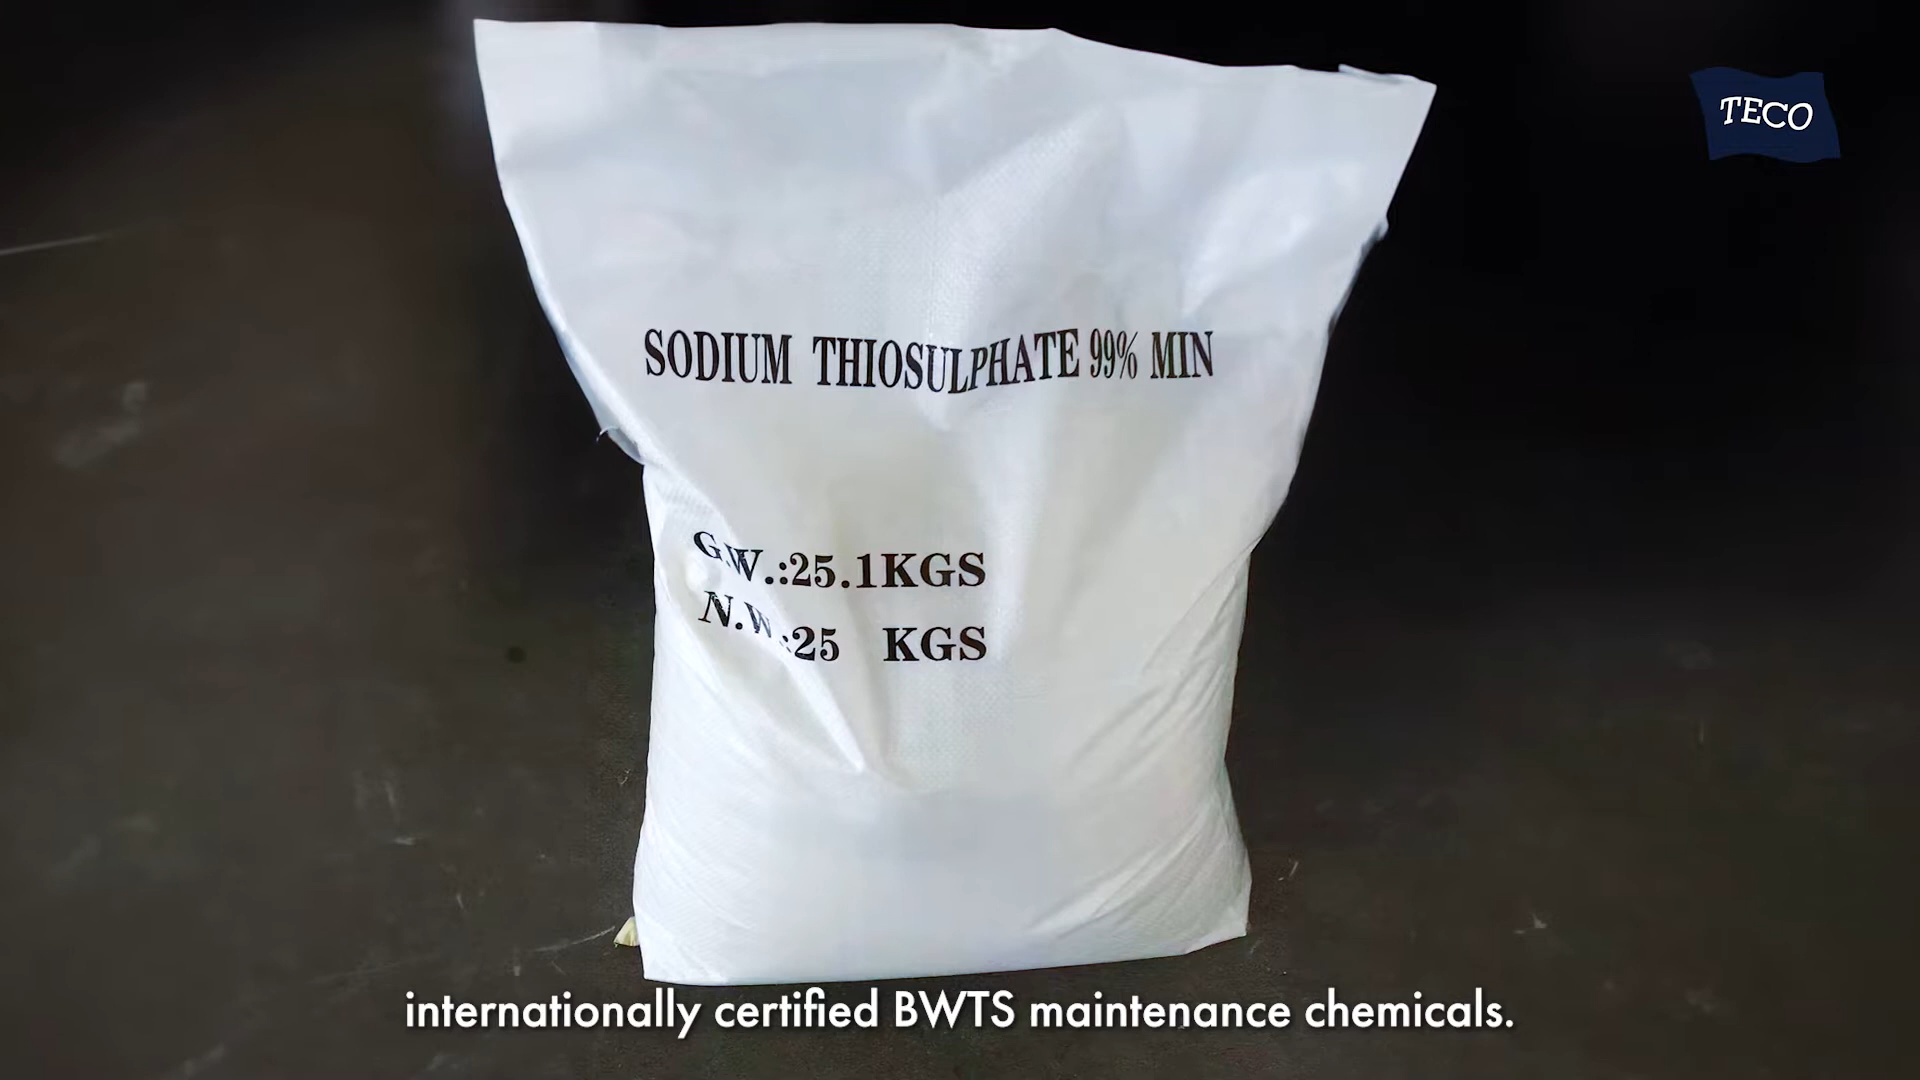 TECO
SODIUM THIOSULPHATE 99% MIN
G.W.:25.1KGS
N.W.:25 KGS
internationally certified BWTS maintenance chemicals.